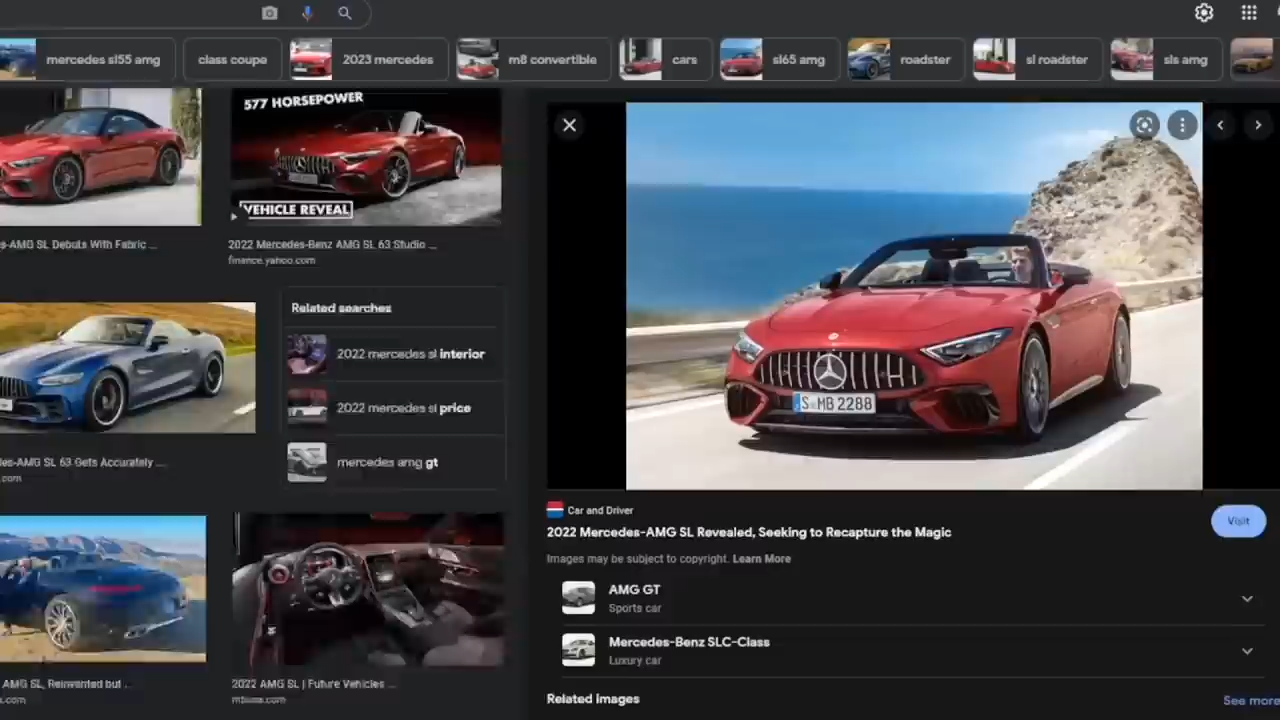 mercedes sl55 amg
class coupe
2023 mercedes
m8 convertible
cars
sl65 amg
roadster
sl roadster
sls amg
577 HORSEPOWER
VEHICLE REVEAL
s-AMG SL Debuts With Fabric ...
2022 Mercedes-Benz AMG SL 63 Studio ...
finance.yahoo.com
Related searches
2022 mercedes sl interior
2022 mercedes sl price
mercedes amg gt
des-AMG SL 63 Gets Accurately ...
.com
AMG SL, Reinvented but ...
s.com
2022 AMG SL | Future Vehicles ...
mbusa.com
S MB 2288
Car and Driver
2022 Mercedes-AMG SL Revealed, Seeking to Recapture the Magic
Visit
Images may be subject to copyright. Learn More
AMG GT
Sports car
Mercedes-Benz SLC-Class
Luxury car
Related images
See more